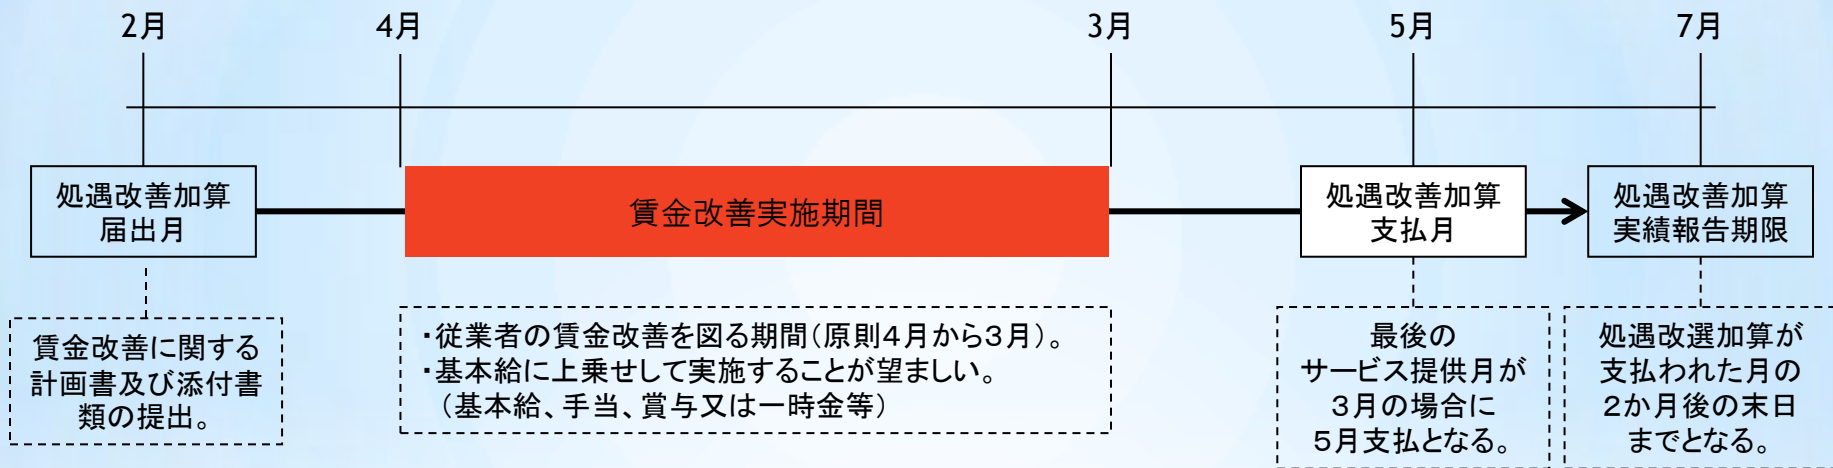 2月
4月
3月
5月
7月
処遇改善加算
届出月
賃金改善実施期間
処遇改善加算
支払月
処遇改善加算
実績報告期限
賃金改善に関する
計画書及び添付書
類の提出。
・従業者の賃金改善を図る期間(原則４月から３月)。
・基本給に上乗せして実施することが望ましい。
(基本給、手当、賞与又は一時金等)
最後の
サービス提供月が
３月の場合に
５月支払となる。
処遇改選加算が
支払われた月の
２か月後の末日
までとなる。